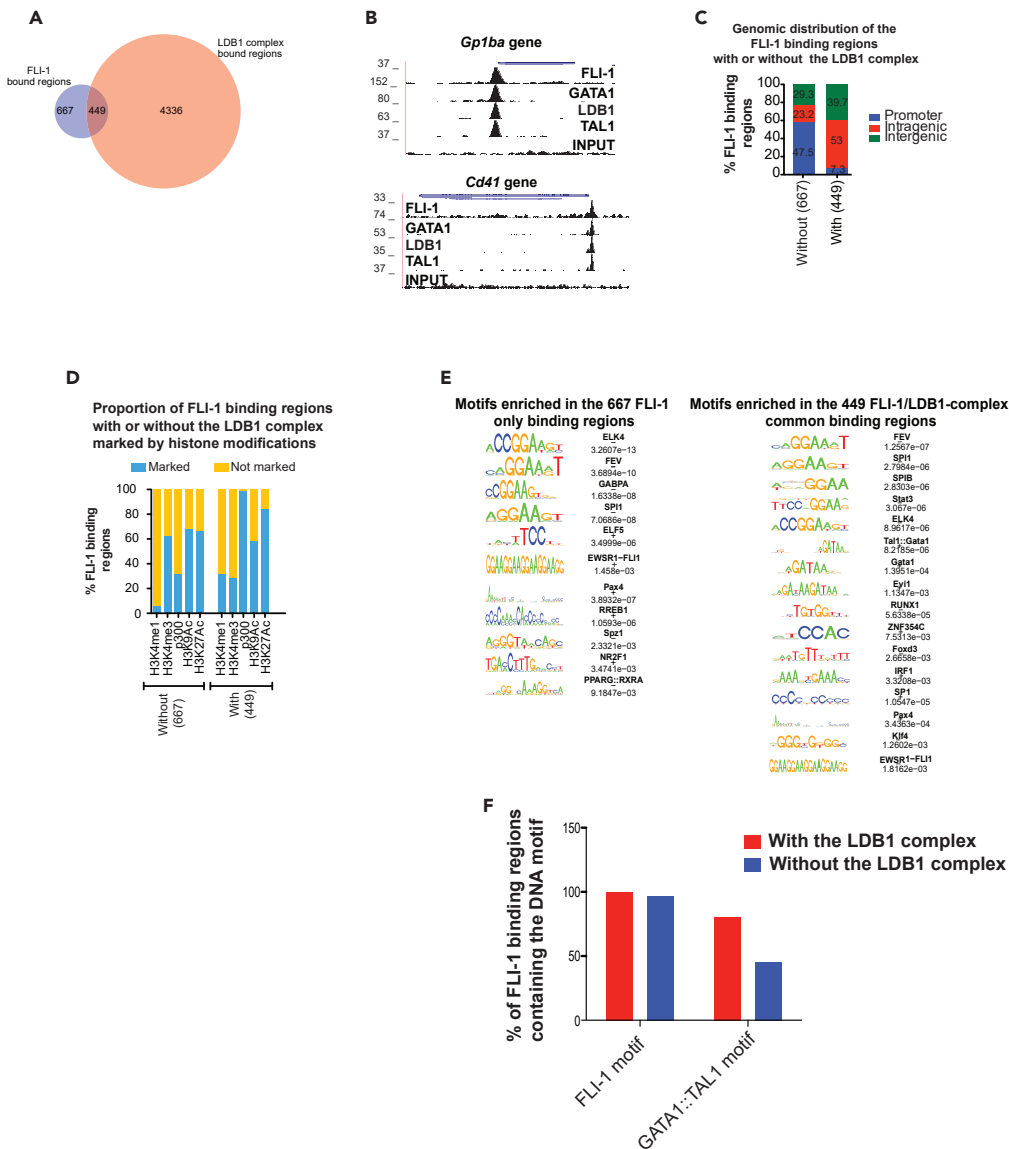 A
FLI-1
bound regions
LDB1 complex
bound regions
667
449
4336
B
Gp1ba gene
37
FLI-1
152
GATA1
80
LDB1
63
TAL1
37
INPUT
Cd41 gene
33
FLI-1
74
GATA1
53
LDB1
35
TAL1
37
INPUT
C
Genomic distribution of the
FLI-1 binding regions
with or without the LDB1 complex
% FLI-1 binding
regions
100
80
60
40
20
0
29.3
23.2
47.5
39.7
53
7.3
Promoter
Intragenic
Intergenic
Without (667)
With (449)
D
Proportion of FLI-1 binding regions
with or without the LDB1 complex
marked by histone modifications
Marked
Not marked
% FLI-1 binding
regions
100
80
60
40
20
0
H3K4me1
H3K4me3
p300
H3K9Ac
H3K27Ac
H3K4me1
H3K4me3
p300
H3K9Ac
H3K27Ac
Without
(667)
With
(449)
E
Motifs enriched in the 667 FLI-1
only binding regions
ELK4
3.2607e-13
FEV
3.6894e-10
GABPA
1.6338e-08
SPI1
7.0686e-08
ELF5
3.4999e-06
EWSR1-FLI1
1.458e-03
Pax4
3.8932e-07
RREB1
1.0593e-06
Spz1
2.3321e-03
NR2F1
3.4741e-03
PPARG::RXRA
9.1847e-03
Motifs enriched in the 449 FLI-1/LDB1-complex
common binding regions
FEV
1.2567e-07
SPI1
2.7984e-06
SPIB
2.8303e-06
Stat3
3.067e-06
ELK4
8.9617e-06
Tal1::Gata1
8.2185e-06
Gata1
1.3951e-04
Evi1
1.1347e-03
RUNX1
5.6338e-05
ZNF354C
7.5313e-03
Foxd3
2.6658e-03
IRF1
3.3208e-03
SP1
1.0547e-05
Pax4
3.4363e-04
Klf4
1.2602e-03
EWSR1-FLI1
1.8162e-03
F
% of FLI-1 binding regions
containing the DNA motif
150
100
50
0
With the LDB1 complex
Without the LDB1 complex
FLI-1 motif
GATA1::TAL1 motif